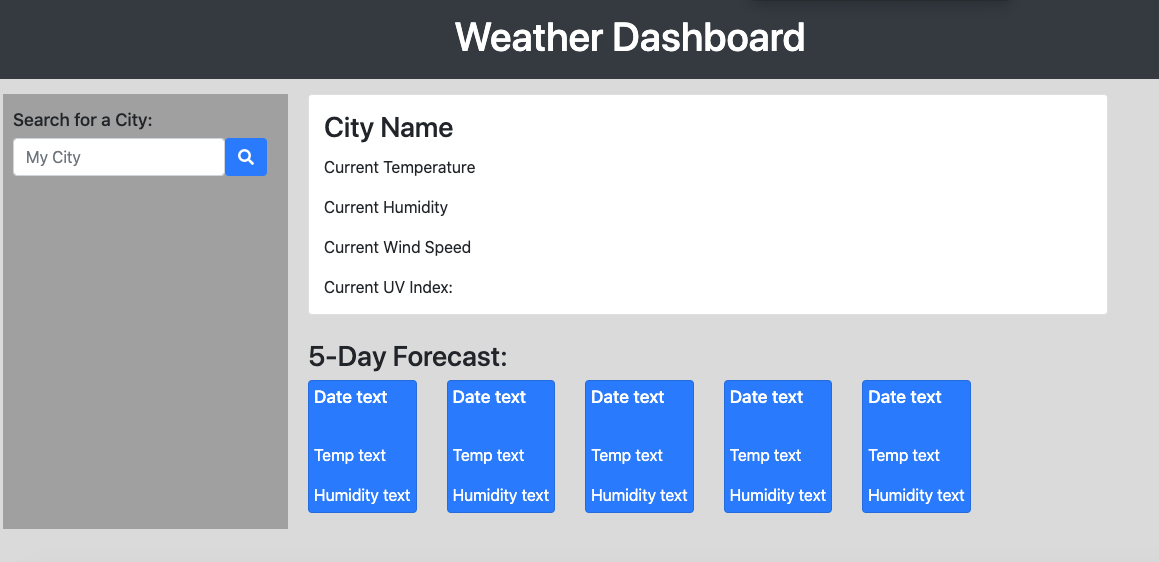 Weather Dashboard
Search for a City:
My City
City Name
Current Temperature
Current Humidity
Current Wind Speed
Current UV Index:
5-Day Forecast:
Date text
Temp text
Humidity text
Date text
Temp text
Humidity text
Date text
Temp text
Humidity text
Date text
Temp text
Humidity text
Date text
Temp text
Humidity text